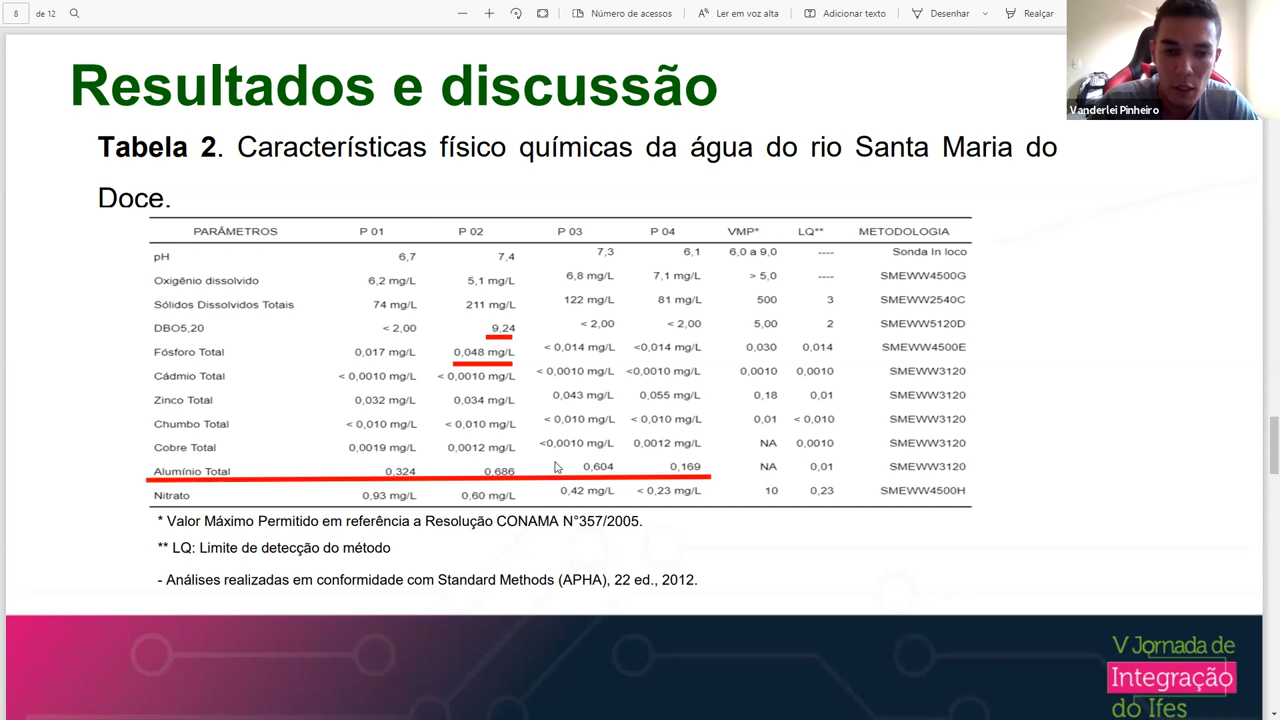 8 de 12 Número de acessos Ler em voz alta Adicionar texto Desenhar Realçar
Vanderlei Pinheiro
Resultados e discussão
Tabela 2. Características físico químicas da água do rio Santa Maria do
Doce.
PARÂMETROS P 01 P 02 P 03 P 04 VMP* LQ** METODOLOGIA
pH 6,7 7,4 7,3 6,1 6,0 a 9,0 ---- Sonda In loco
Oxigênio dissolvido 6,2 mg/L 5,1 mg/L 6,8 mg/L 7,1 mg/L > 5,0 ---- SMEWW4500G
Sólidos Dissolvidos Totais 74 mg/L 211 mg/L 122 mg/L 81 mg/L 500 3 SMEWW2540C
DBO5,20 < 2,00 9,24 < 2,00 < 2,00 5,00 2 SMEWW5120D
Fósforo Total 0,017 mg/L 0,048 mg/L < 0,014 mg/L <0,014 mg/L 0,030 0,014 SMEWW4500E
Cádmio Total < 0,0010 mg/L < 0,0010 mg/L < 0,0010 mg/L <0,0010 mg/L 0,0010 0,0010 SMEWW3120
Zinco Total 0,032 mg/L 0,034 mg/L 0,043 mg/L 0,055 mg/L 0,18 0,01 SMEWW3120
Chumbo Total < 0,010 mg/L < 0,010 mg/L < 0,010 mg/L < 0,010 mg/L 0,01 < 0,010 SMEWW3120
Cobre Total 0,0019 mg/L 0,0012 mg/L <0,0010 mg/L 0,0012 mg/L NA 0,0010 SMEWW3120
Alumínio Total 0,324 0,686 0,604 0,169 NA 0,01 SMEWW3120
Nitrato 0,93 mg/L 0,60 mg/L 0,42 mg/L < 0,23 mg/L 10 0,23 SMEWW4500H
* Valor Máximo Permitido em referência a Resolução CONAMA N°357/2005.
** LQ: Limite de detecção do método
- Análises realizadas em conformidade com Standard Methods (APHA), 22 ed., 2012.
V Jornada de
Integração
do Ifes